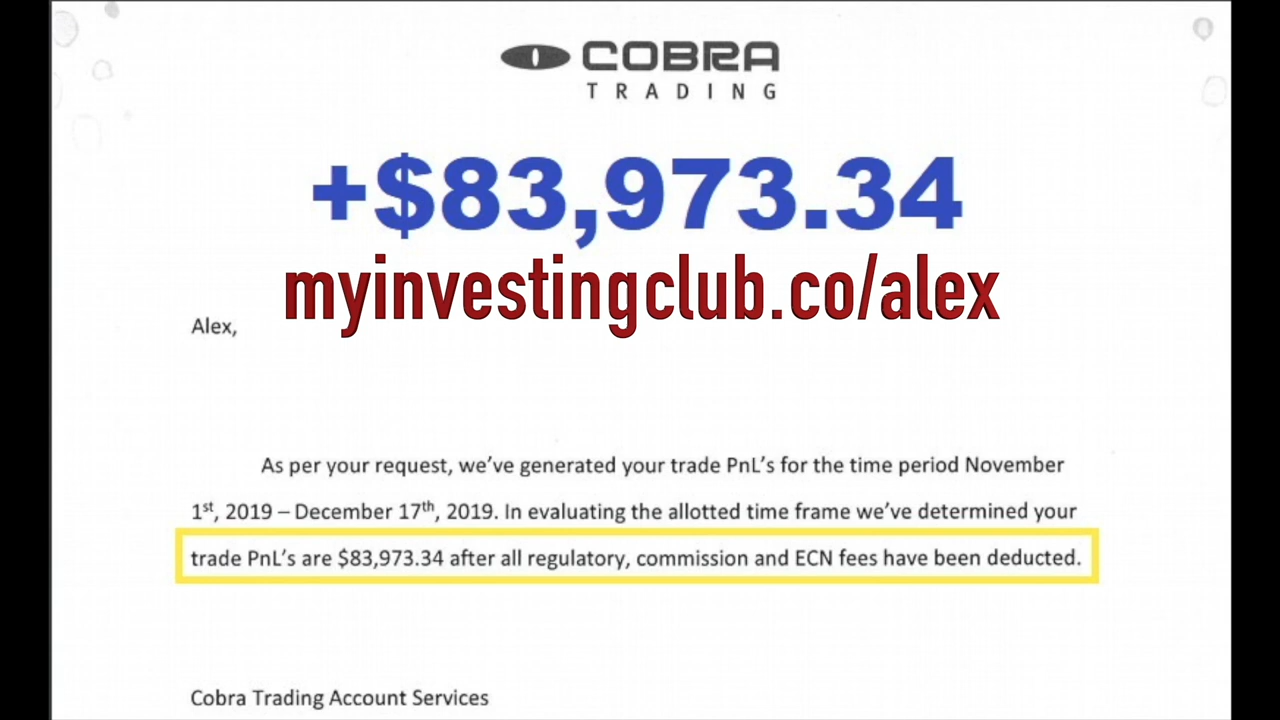 COBRA
TRADING
+$83,973.34
myinvestingclub.co/alex
Alex,
As per your request, we've generated your trade PnL's for the time period November
1st, 2019 – December 17th, 2019. In evaluating the allotted time frame we've determined your
trade PnL's are $83,973.34 after all regulatory, commission and ECN fees have been deducted.
Cobra Trading Account Services